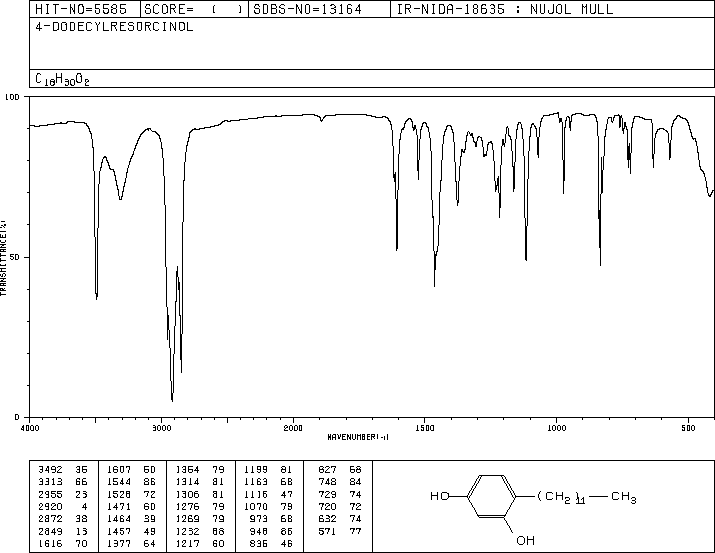 HIT-NO=5585 SCORE= ( ) SDBS-NO=13164 IR-NIDA-18635 : NUJOL MULL
4-DODECYLRESORCINOL
C18H30O2
100
50
0
TRANSMITTANCE(%)
4000 3000 2000 1500 1000 500
WAVENUMBER(-1)
3492 36 1607 50 1364 79 1199 81 827 68
3313 66 1544 86 1314 81 1163 68 748 84
2955 23 1528 72 1306 81 1116 47 729 74
2920 4 1471 60 1276 79 1070 79 720 72
2872 38 1464 39 1269 79 973 68 632 74
2849 13 1457 49 1232 68 948 86 571 77
1616 70 1377 64 1217 60 836 46
HO (CH2)11 CH3
OH